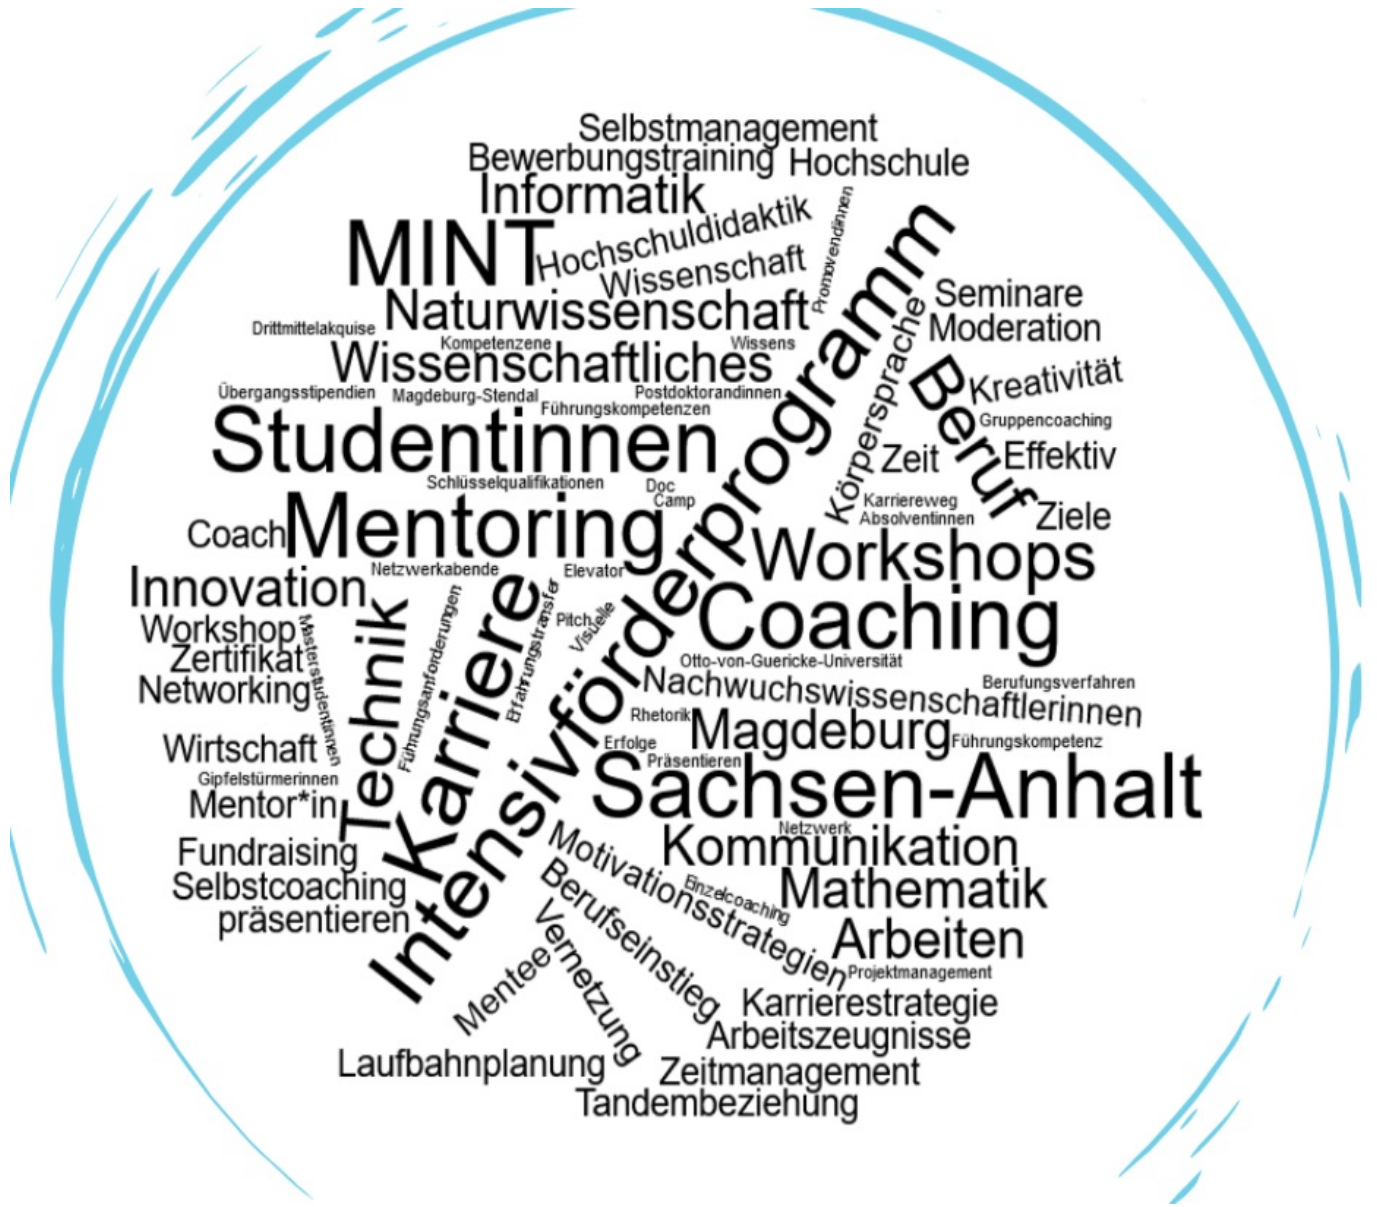 Selbstmanagement
Bewerbungstraining
Hochschule
Informatik
MINT
Hochschuldidaktik
Wissenschaft
Promovendinnen
Naturwissenschaft
Seminare
Moderation
Drittmittelakquise
Kompetenzene
Wissens
Wissenschaftliches
Körpersprache
Beruf
Kreativität
Übergangsstipendien
Magdeburg-Stendal
Postdoktorandinnen
Führungskompetenzen
Gruppencoaching
Studentinnen
Zeit
Effektiv
Schlüsselqualifikationen
Doc
Camp
Karriereweg
Absolventinnen
Ziele
Coach
Mentoring
Workshops
Intensivförderprogramm
Netzwerkabende
Elevator
Innovation
Coaching
Technik
Führungsanforderungen
Karriere
Erfahrungstransfer
Pitch
Visuelle
Workshop
Masterstudentinnen
Zertifikat
Otto-von-Guericke-Universität
Networking
Nachwuchswissenschaftlerinnen
Berufungsverfahren
Rhetorik
Magdeburg
Wirtschaft
Erfolge
Führungskompetenz
Präsentieren
Gipfelstürmerinnen
Sachsen-Anhalt
Mentor*in
Netzwerk
Kommunikation
Fundraising
Motivationsstrategien
Einzelcoaching
Mathematik
Selbstcoaching
Berufseinstieg
präsentieren
Vernetzung
Arbeiten
Mentee
Projektmanagement
Karrierestrategie
Arbeitszeugnisse
Laufbahnplanung
Zeitmanagement
Tandembeziehung